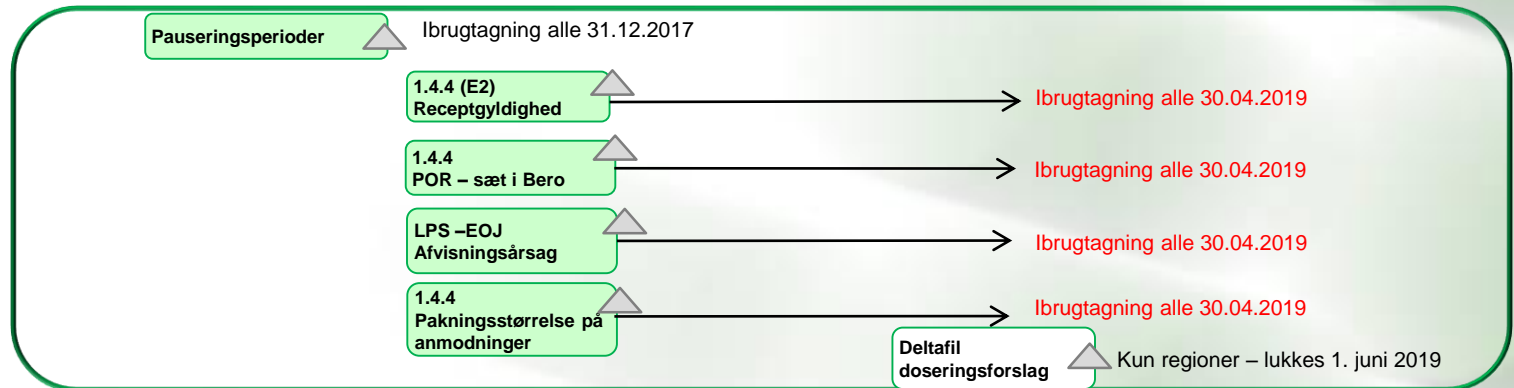 Pauseringsperioder
Ibrugtagning alle 31.12.2017
1.4.4 (E2)
Receptgyldighed
Ibrugtagning alle 30.04.2019
1.4.4
POR – sæt i Bero
Ibrugtagning alle 30.04.2019
LPS –EOJ
Afvisningsårsag
Ibrugtagning alle 30.04.2019
1.4.4
Pakningsstørrelse på
anmodninger
Ibrugtagning alle 30.04.2019
Deltafil
doseringsforslag
Kun regioner – lukkes 1. juni 2019